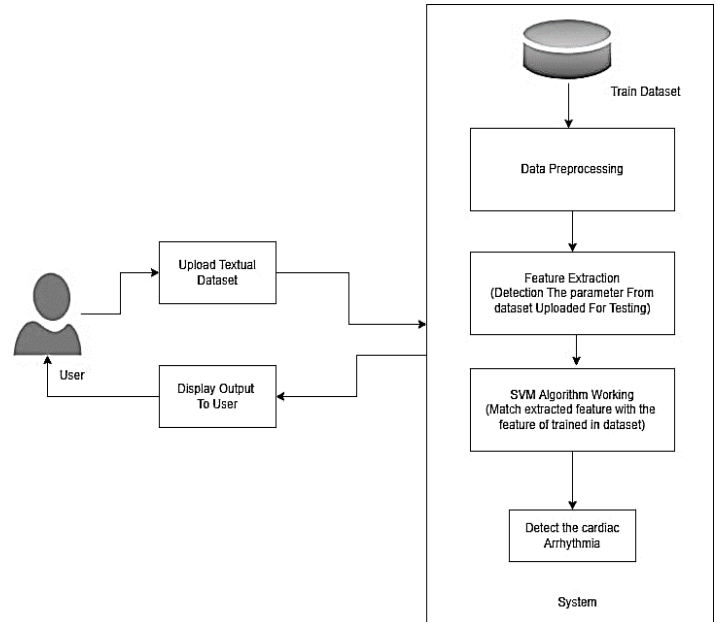 Train Dataset
Data Preprocessing
Upload Textual
Dataset
Feature Extraction
(Detection The parameter From
dataset Uploaded For Testing)
User
Display Output
To User
SVM Algorithm Working
(Match extracted feature with the
feature of trained in dataset)
Detect the cardiac
Arrhythmia
System